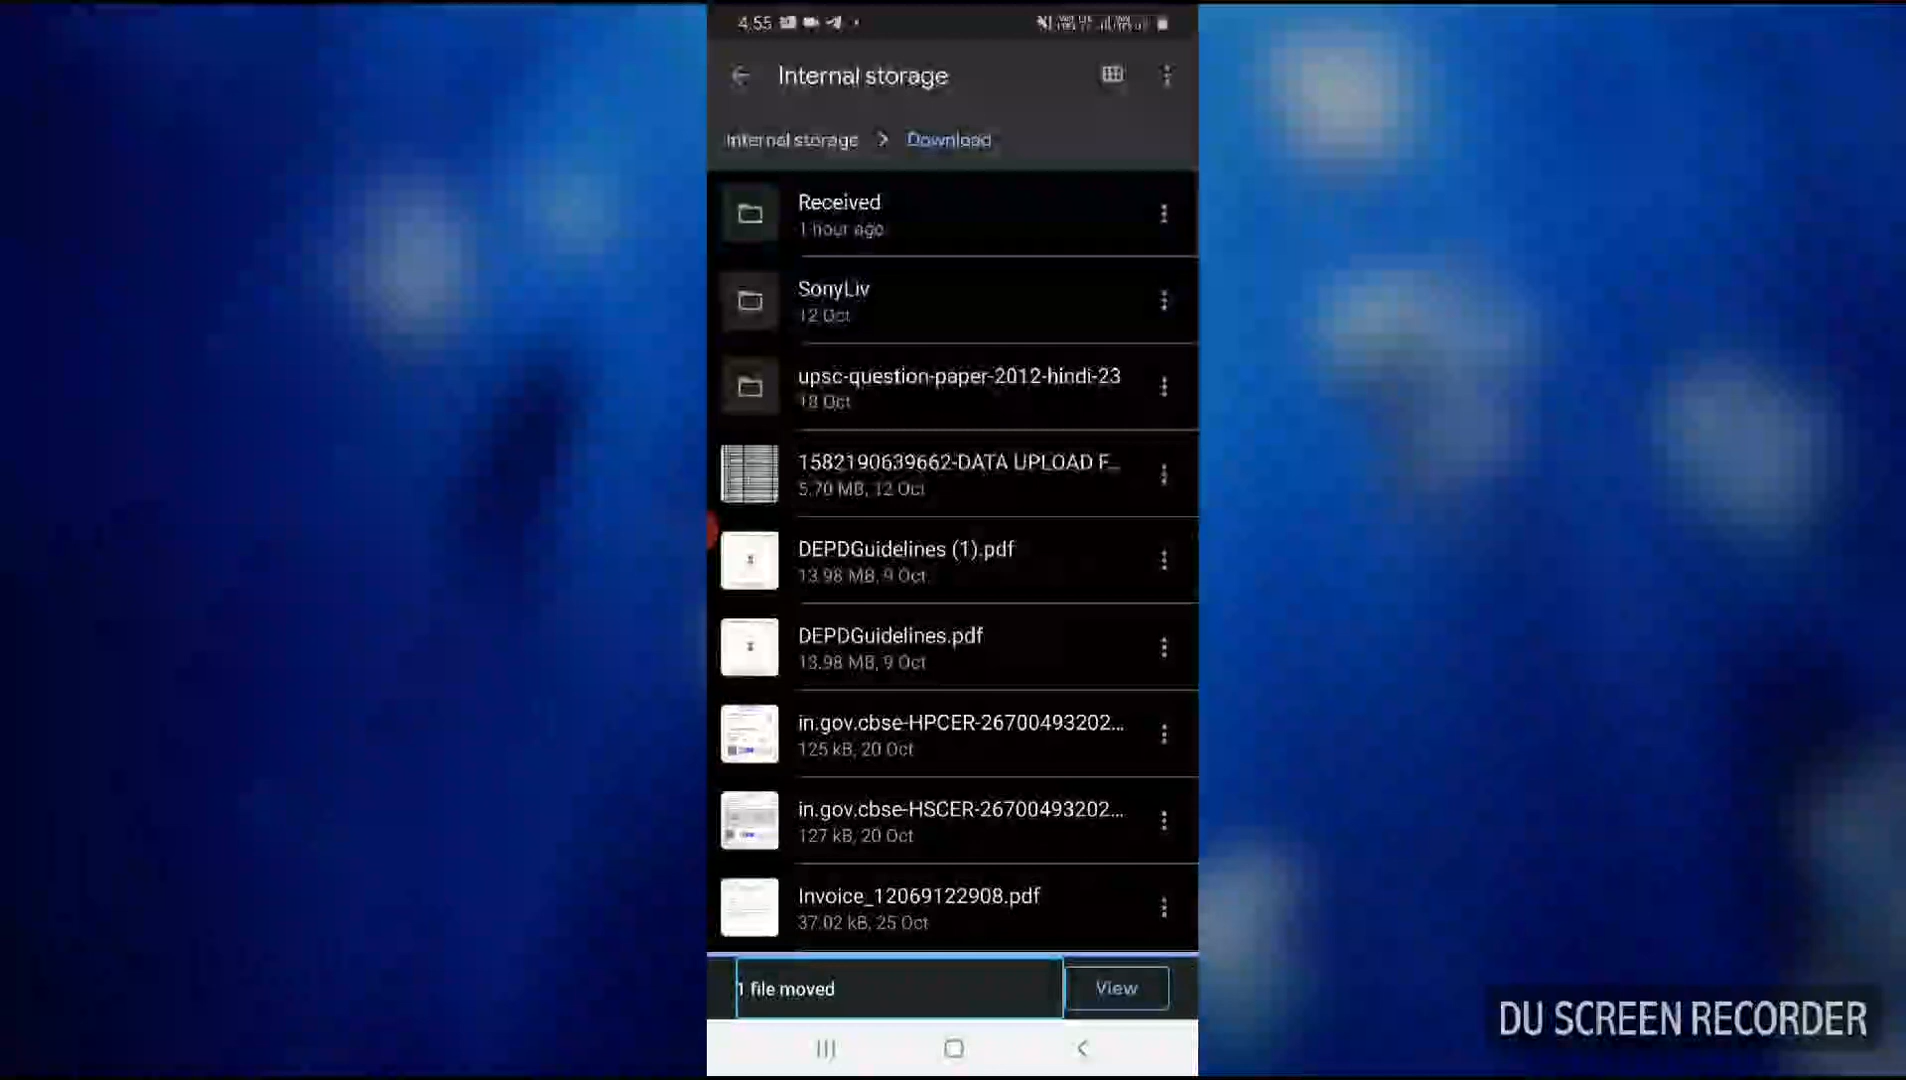 4.55
Internal storage
Internal storage > Download
Received
1 hour ago
SonyLiv
12 Oct
upsc-question-paper-2012-hindi-23
18 Oct
1582190639662-DATA UPLOAD F...
5.70 MB, 12 Oct
DEPDGuidelines (1).pdf
13.98 MB, 9 Oct
DEPDGuidelines.pdf
13.98 MB, 9 Oct
in.gov.cbse-HPCER-26700493202...
125 kB, 20 Oct
in.gov.cbse-HSCER-26700493202...
127 kB, 20 Oct
Invoice_12069122908.pdf
37.02 kB, 25 Oct
1 file moved
View
DU SCREEN RECORDER